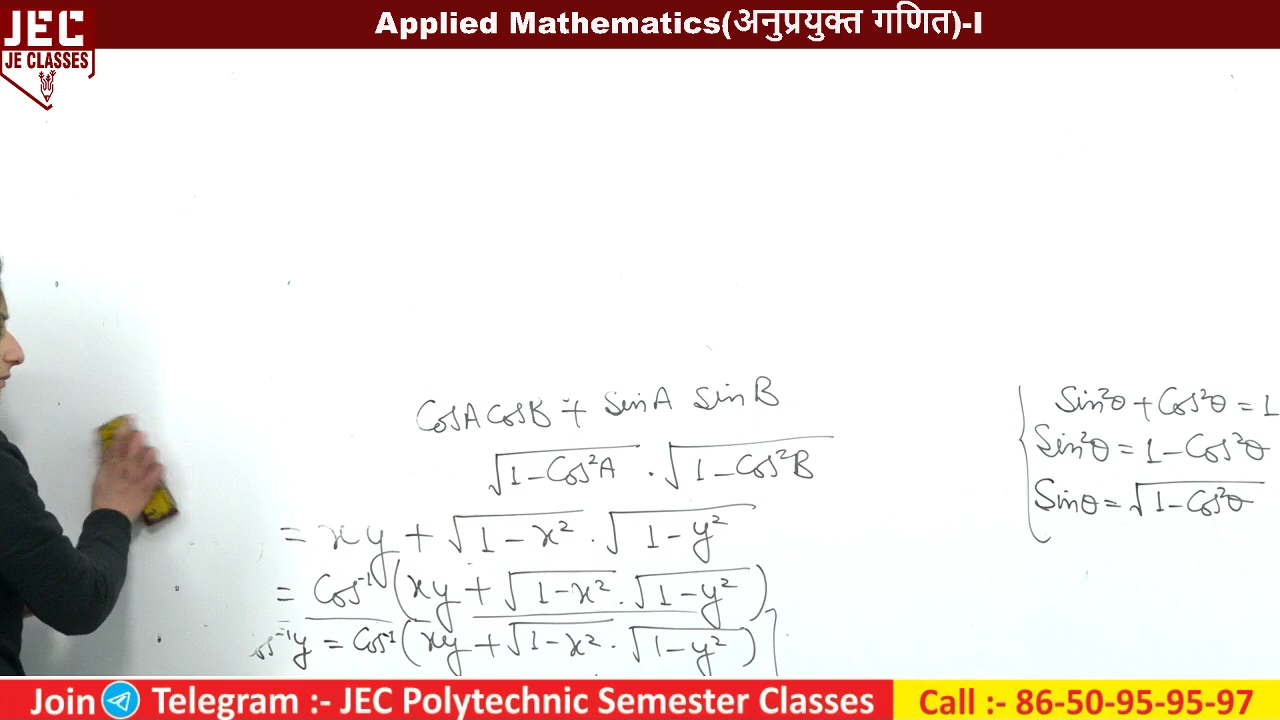 Applied Mathematics(अनुप्रयुक्त गणित)-I
JEC
JE CLASSES
CosA CosB + SinA SinB
√1-Cos²A . √1-Cos²B
= xy + √1-x² . √1-y²
= Cos⁻¹ (xy + √1-x² . √1-y²)
os⁻¹y = Cos⁻¹ (xy + √1-x² . √1-y²)
Sin²θ + Cos²θ = 1
Sin²θ = 1-Cos²θ
Sinθ = √1-Cos²θ
Join Telegram :- JEC Polytechnic Semester Classes
Call :- 86-50-95-95-97